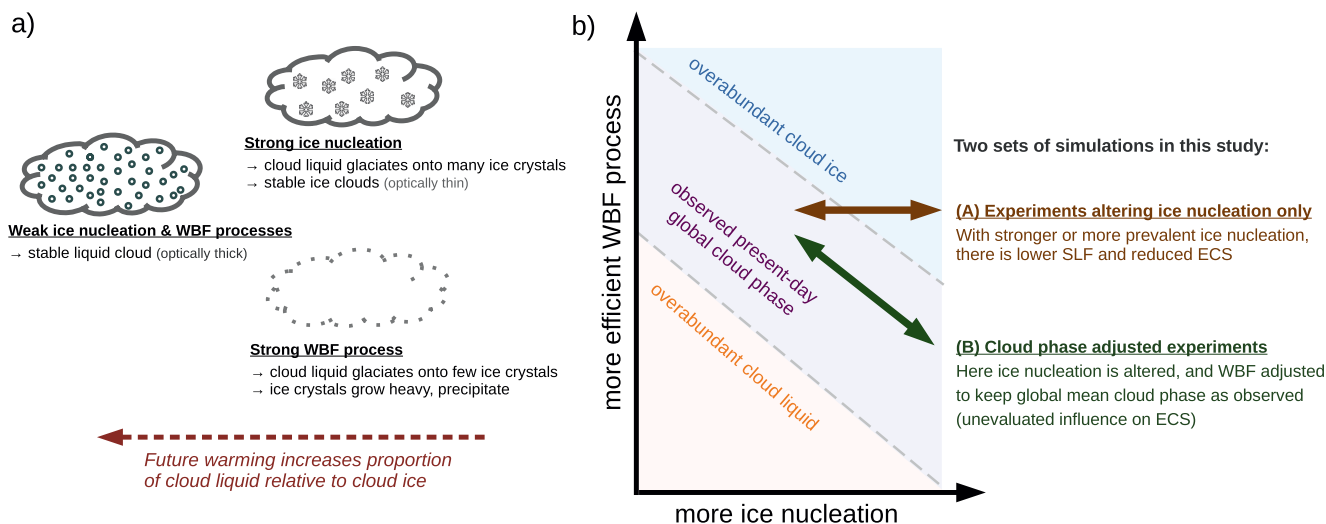 a)
Strong ice nucleation
→ cloud liquid glaciates onto many ice crystals
→ stable ice clouds (optically thin)
Weak ice nucleation & WBF processes
→ stable liquid cloud (optically thick)
Strong WBF process
→ cloud liquid glaciates onto few ice crystals
→ ice crystals grow heavy, precipitate
Future warming increases proportion
of cloud liquid relative to cloud ice
b)
more efficient WBF process
overabundant cloud ice
observed present-day
global cloud phase
overabundant cloud liquid
more ice nucleation
Two sets of simulations in this study:
(A) Experiments altering ice nucleation only
With stronger or more prevalent ice nucleation,
there is lower SLF and reduced ECS
(B) Cloud phase adjusted experiments
Here ice nucleation is altered, and WBF adjusted
to keep global mean cloud phase as observed
(unevaluated influence on ECS)